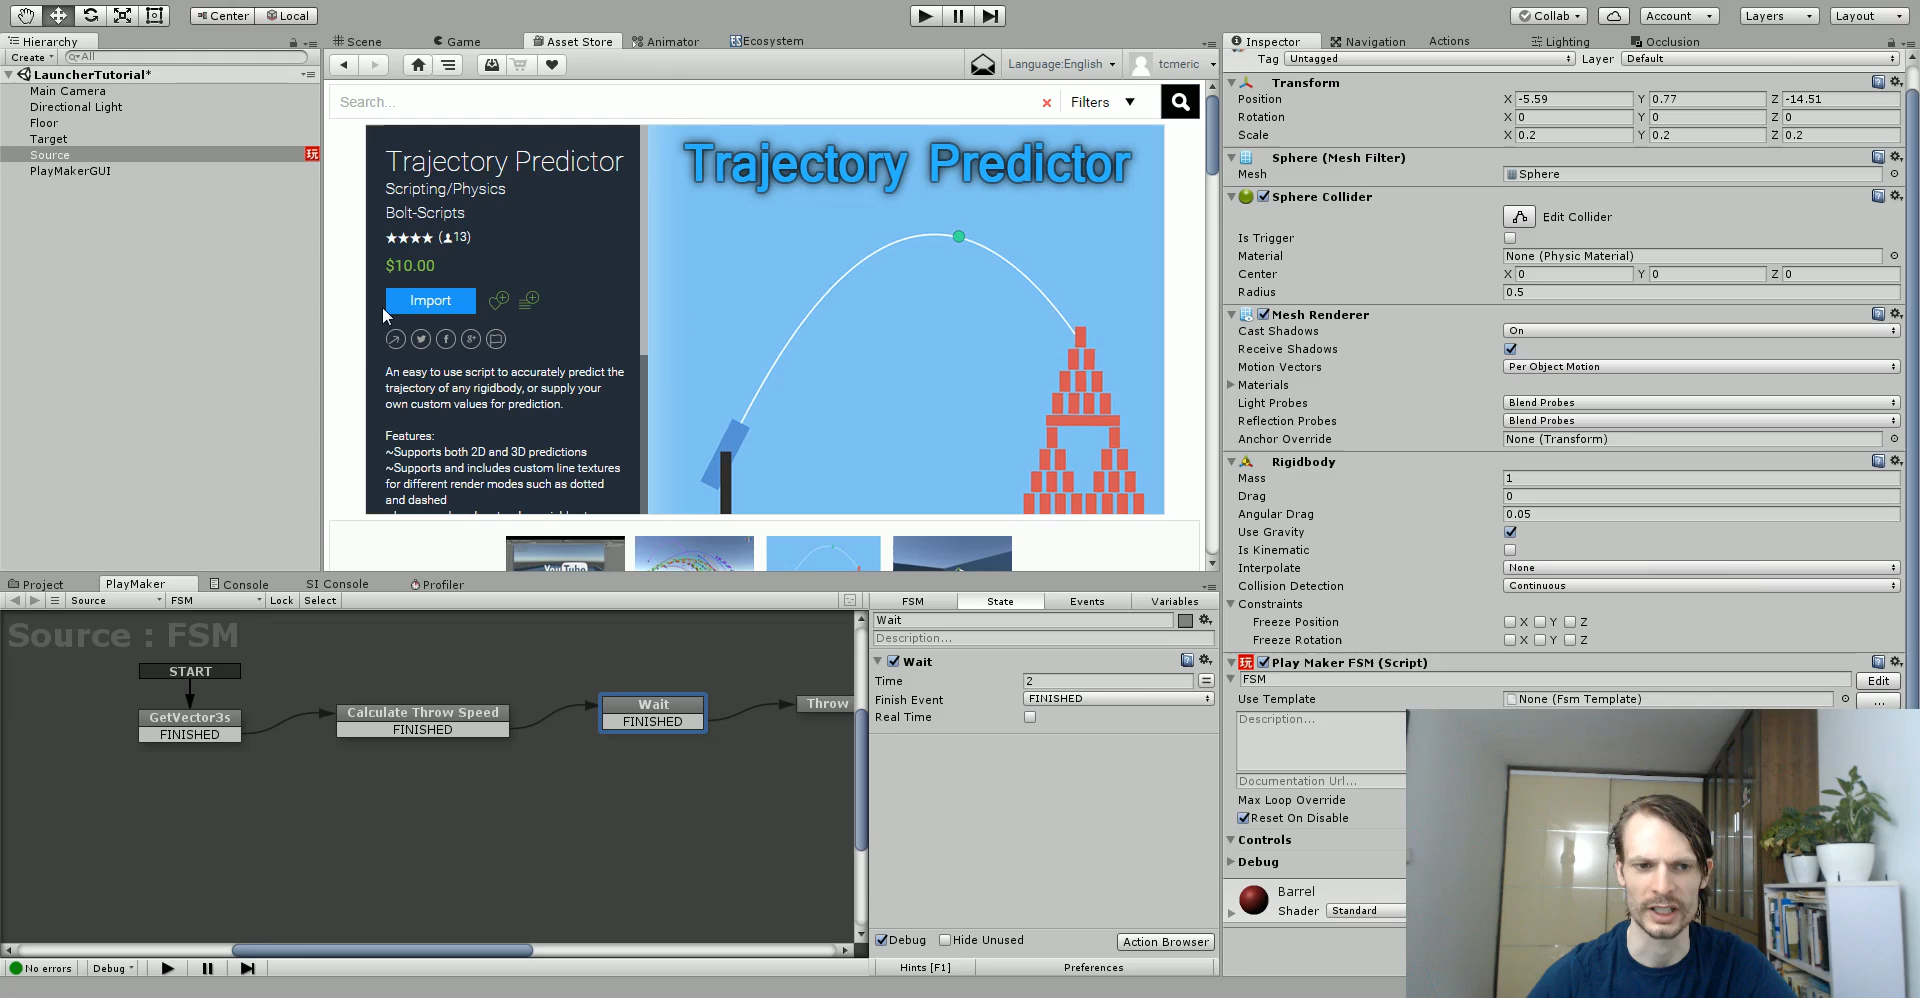 Center
Local
Collab
Account
Layers
Layout
Hierarchy
Create
All
LauncherTutorial*
Main Camera
Directional Light
Floor
Target
Source
PlayMakerGUI
Scene
Game
Asset Store
Animator
Ecosystem
Language:English
tcmeric
Search...
Filters
Trajectory Predictor
Scripting/Physics
Bolt-Scripts
(13)
$10.00
Import
An easy to use script to accurately predict the
trajectory of any rigidbody, or supply your
own custom values for prediction.
Features:
~Supports both 2D and 3D predictions
~Supports and includes custom line textures
for different render modes such as dotted
and dashed
Trajectory Predictor
Inspector
Navigation
Actions
Lighting
Occlusion
Tag Untagged Layer Default
Transform
Position X -5.59 Y 0.77 Z -14.51
Rotation X 0 Y 0 Z 0
Scale X 0.2 Y 0.2 Z 0.2
Sphere (Mesh Filter)
Mesh Sphere
Sphere Collider
Edit Collider
Is Trigger
Material None (Physic Material)
Center X 0 Y 0 Z 0
Radius 0.5
Mesh Renderer
Cast Shadows On
Receive Shadows
Motion Vectors Per Object Motion
Materials
Light Probes Blend Probes
Reflection Probes Blend Probes
Anchor Override None (Transform)
Rigidbody
Mass 1
Drag 0
Angular Drag 0.05
Use Gravity
Is Kinematic
Interpolate None
Collision Detection Continuous
Constraints
Freeze Position X Y Z
Freeze Rotation X Y Z
Play Maker FSM (Script)
FSM Edit
Use Template None (Fsm Template) ...
Description...
Documentation Url...
Max Loop Override
Reset On Disable
Controls
Debug
Barrel
Shader Standard
Project
PlayMaker
Console
SI Console
Profiler
Source
FSM
Lock
Select
Source : FSM
START
GetVector3s
FINISHED
Calculate Throw Speed
FINISHED
Wait
FINISHED
Throw
FSM
State
Events
Variables
Wait
Description...
Wait
Time 2
Finish Event FINISHED
Real Time
Debug
Hide Unused
Action Browser
Hints [F1]
Preferences
No errors
Debug